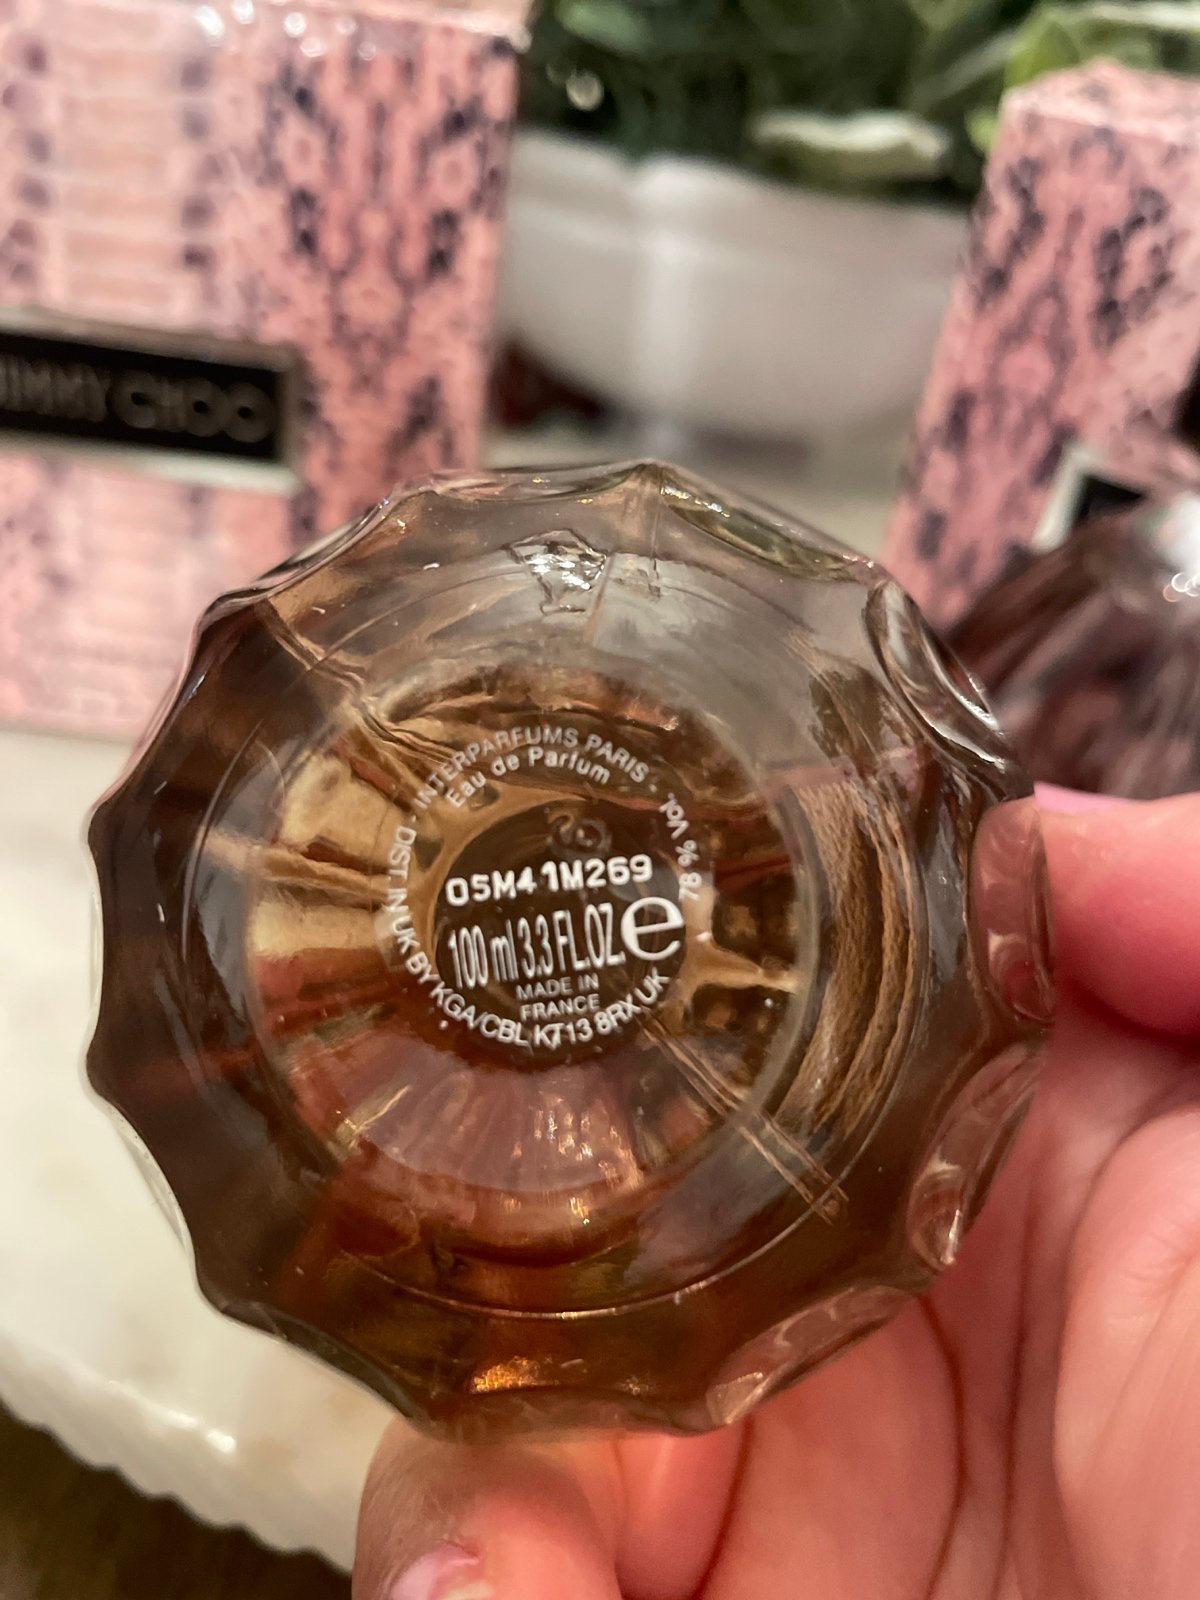 JIMMY CHOO
· INTERPARFUMS PARIS · 78 % Vol.
Eau de Parfum
05M41M269
100 ml 3.3 FL.OZ. e
MADE IN
FRANCE
· DIST. IN UK BY KGA/CBL KT13 8RX UK